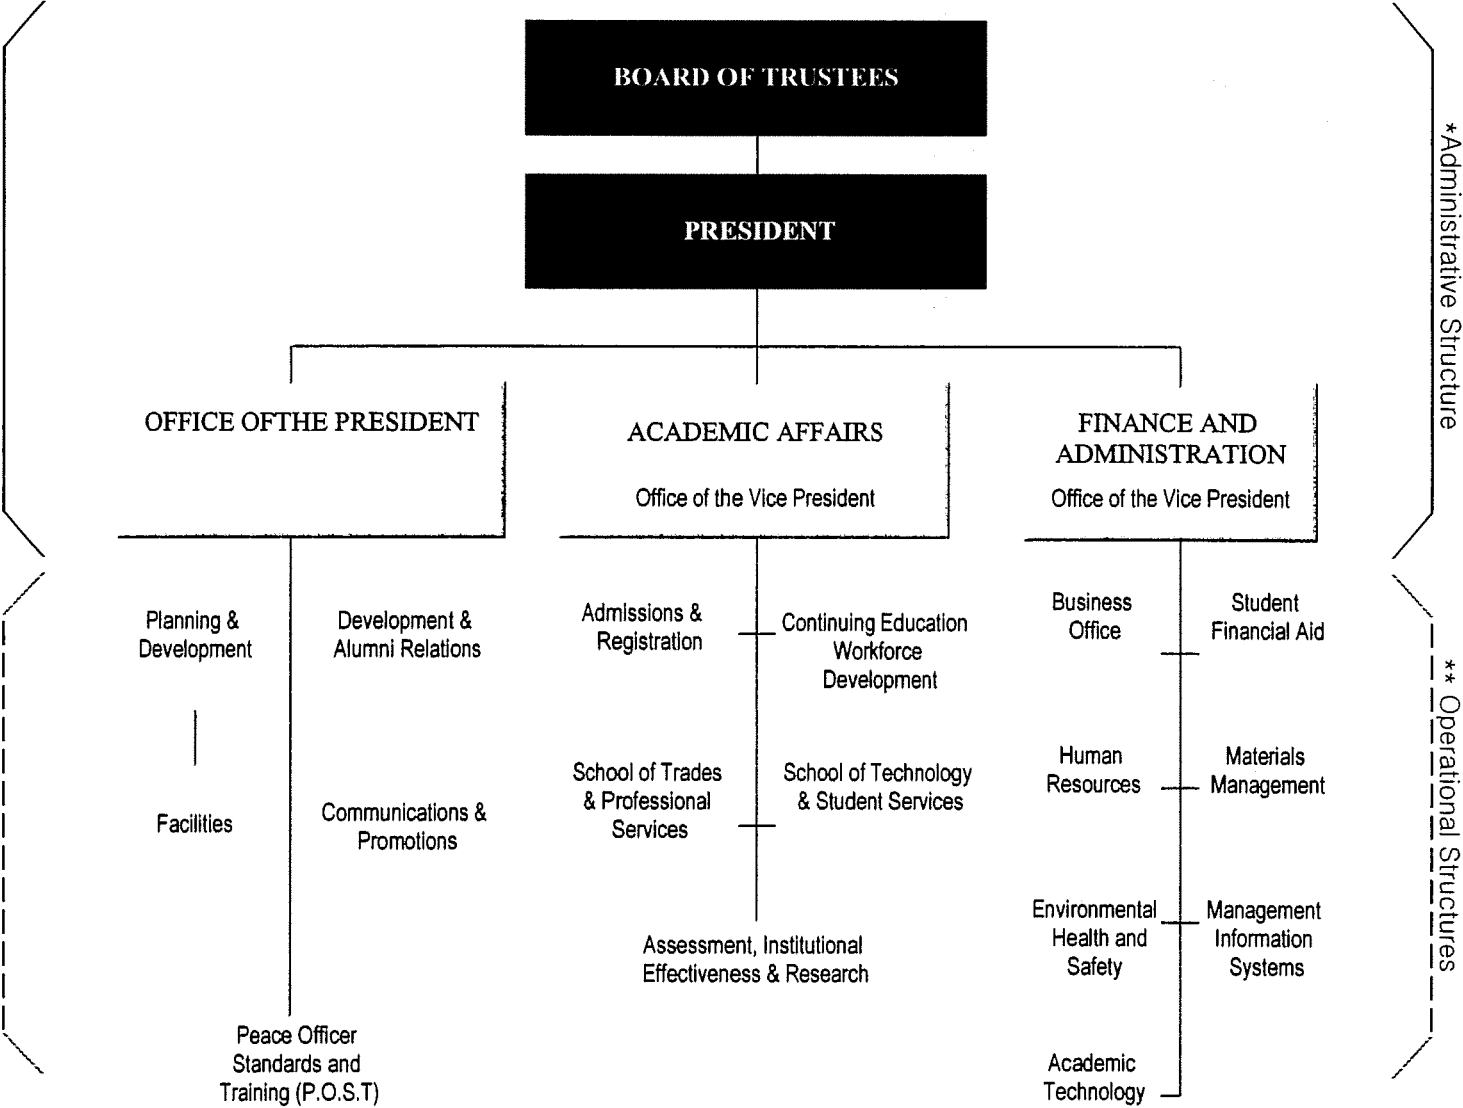 BOARD OF TRUSTEES
PRESIDENT
*Administrative Structure
OFFICE OFTHE PRESIDENT
ACADEMIC AFFAIRS
Office of the Vice President
FINANCE AND
ADMINISTRATION
Office of the Vice President
** Operational Structures
Planning &
Development
Development &
Alumni Relations
Facilities
Communications &
Promotions
Peace Officer
Standards and
Training (P.O.S.T)
Admissions &
Registration
Continuing Education
Workforce
Development
School of Trades
& Professional
Services
School of Technology
& Student Services
Assessment, Institutional
Effectiveness & Research
Business
Office
Student
Financial Aid
Human
Resources
Materials
Management
Environmental
Health and
Safety
Management
Information
Systems
Academic
Technology